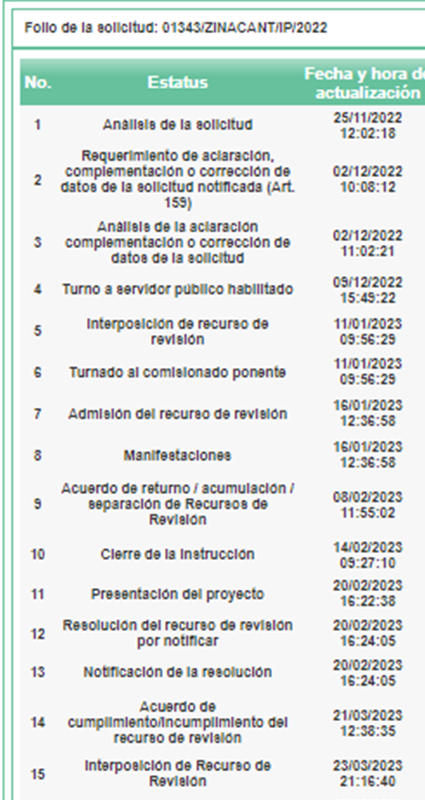 Folio de la solicitud: 01343/ZINACANT/IP/2022
No. Estatus Fecha y hora de
actualización
1 Análisis de la solicitud 25/11/2022
12:02:18
2 Requerimiento de aclaración,
complementación o corrección de
datos de la solicitud notificada (Art.
159) 02/12/2022
10:08:12
3 Análisis de la aclaración
complementación o corrección de
datos de la solicitud 02/12/2022
11:02:21
4 Turno a servidor público habilitado 09/12/2022
15:49:22
5 Interposición de recurso de
revisión 11/01/2023
09:56:29
6 Turnado al comisionado ponente 11/01/2023
09:56:29
7 Admisión del recurso de revisión 16/01/2023
12:36:58
8 Manifestaciones 16/01/2023
12:36:58
9 Acuerdo de returno / acumulación /
separación de Recursos de
Revisión 08/02/2023
11:55:02
10 Cierre de la instrucción 14/02/2023
09:27:10
11 Presentación del proyecto 20/02/2023
16:22:38
12 Resolución del recurso de revisión
por notificar 20/02/2023
16:24:05
13 Notificación de la resolución 20/02/2023
16:24:05
14 Acuerdo de
cumplimiento/incumplimiento del
recurso de revisión 21/03/2023
12:38:35
15 Interposición de Recurso de
Revisión 23/03/2023
21:16:40